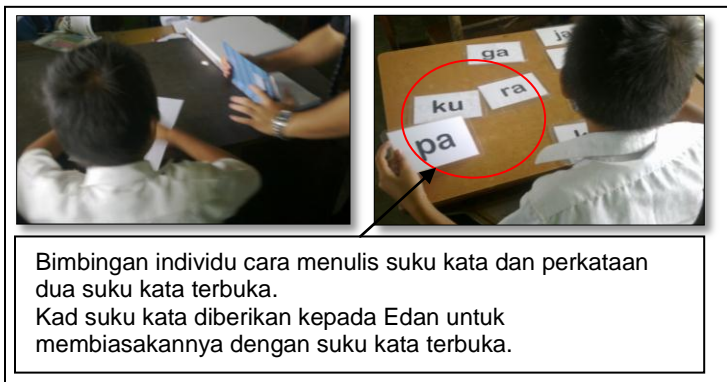 ga
ja
ku
ra
pa
Bimbingan individu cara menulis suku kata dan perkataan
dua suku kata terbuka.
Kad suku kata diberikan kepada Edan untuk
membiasakannya dengan suku kata terbuka.